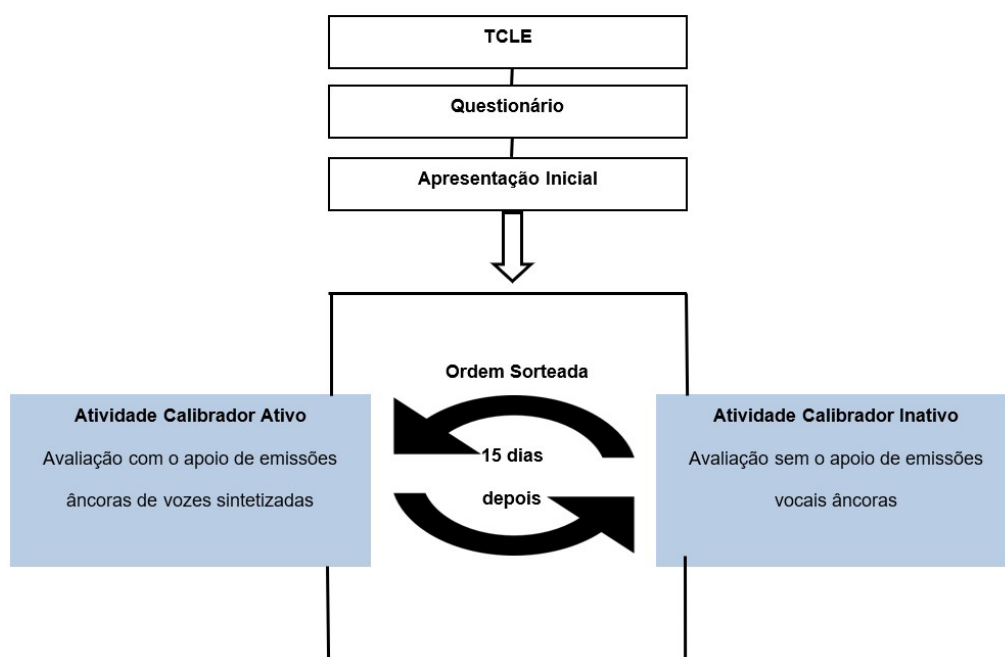 TCLE
Questionário
Apresentação Inicial
Ordem Sorteada
Atividade Calibrador Ativo
Avaliação com o apoio de emissões
âncoras de vozes sintetizadas
15 dias
depois
Atividade Calibrador Inativo
Avaliação sem o apoio de emissões
vocais âncoras